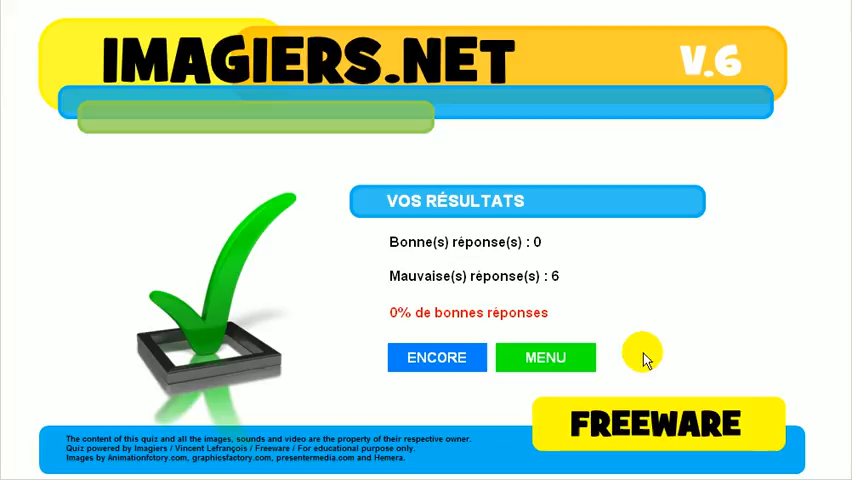 IMAGIERS.NET
V.6
VOS RÉSULTATS
Bonne(s) réponse(s) : 0
Mauvaise(s) réponse(s) : 6
0% de bonnes réponses
ENCORE
MENU
FREEWARE
The content of this quiz and all the images, sounds and video are the property of their respective owner.
Quiz powered by Imagiers / Vincent Lefrançois / Freeware / For educational purpose only.
Images by Animationfctory.com, graphicsfactory.com, presentermedia.com and Hemera.